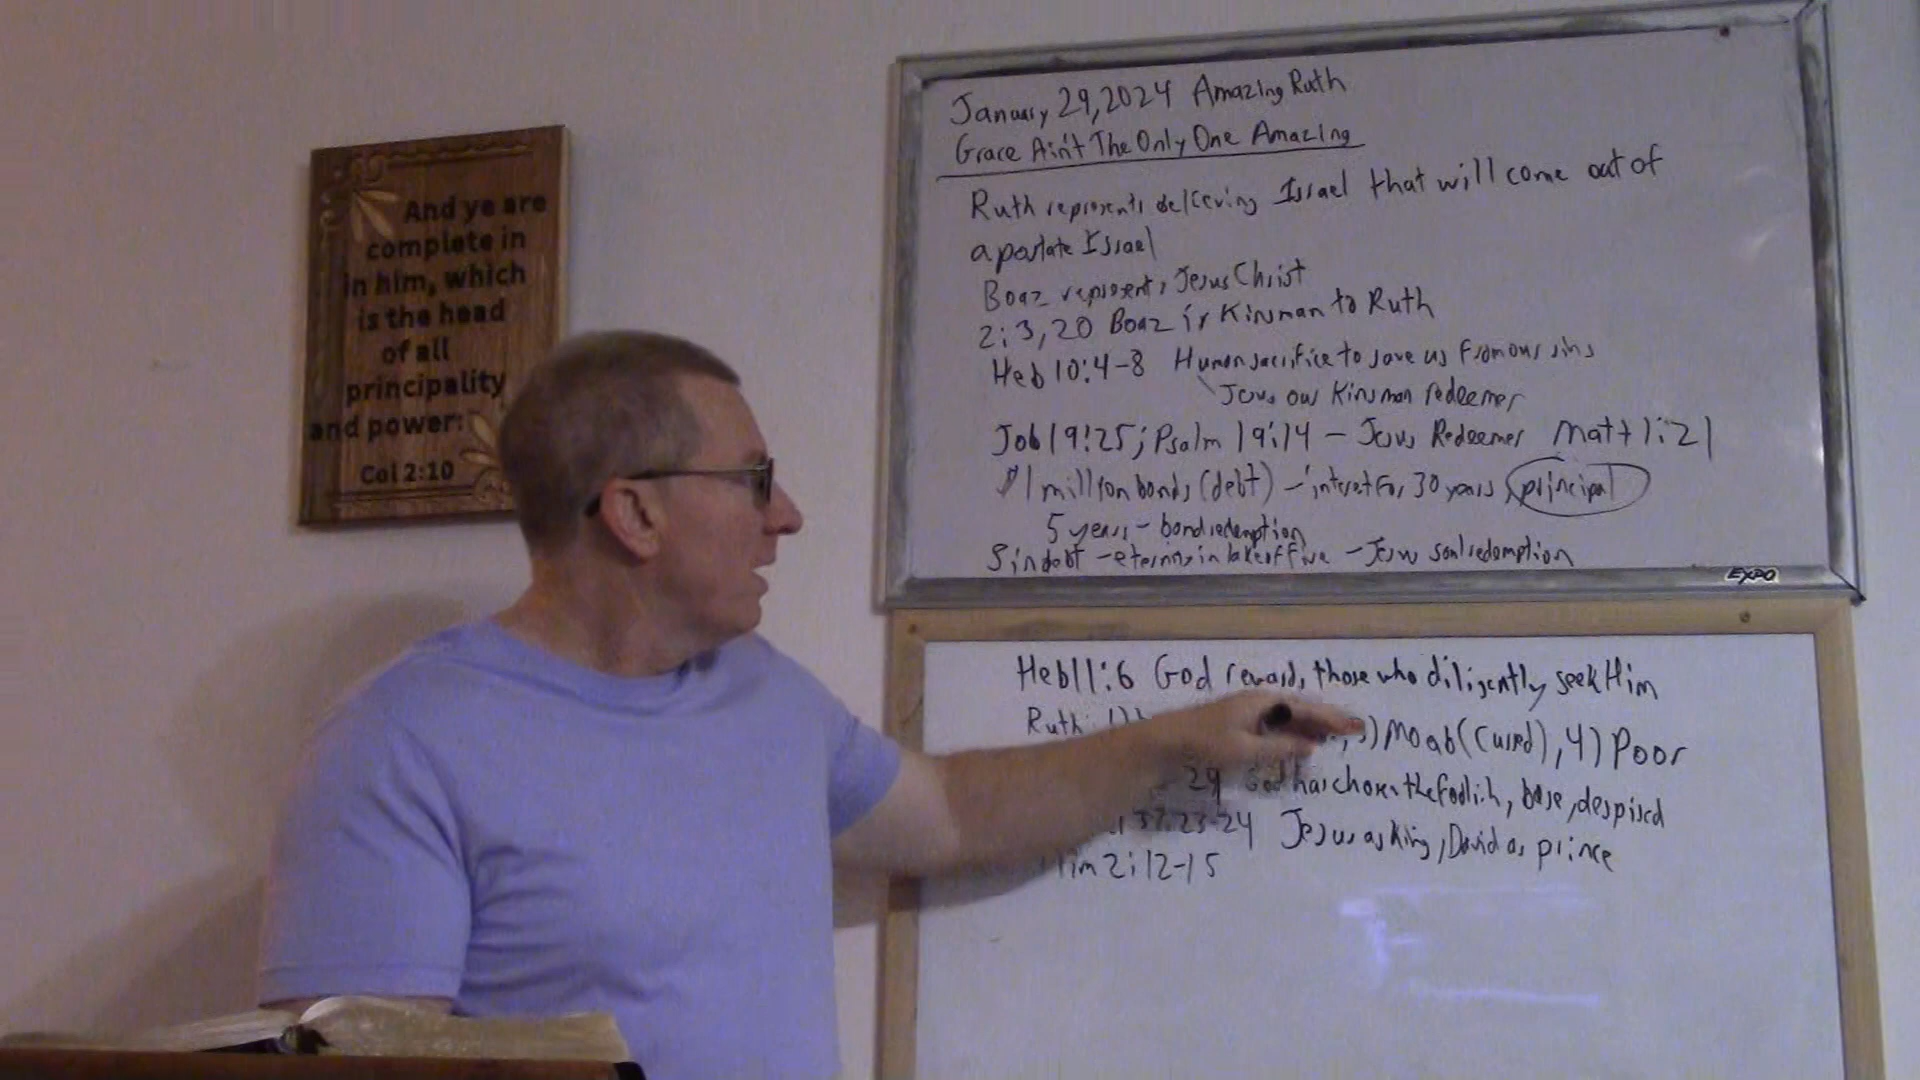 And ye are
complete in
in him, which
is the head
of all
principality
and power:
Col 2:10
January 29, 2024 Amazing Ruth
Grace Ain't The Only One Amazing
Ruth represents believing Israel that will come out of
apostate Israel
Boaz represents Jesus Christ
2:3,20 Boaz is Kinsman to Ruth
Heb 10:4-8 Human sacrifice to save us from our sins
Jesus our Kinsman redeemer
Job 19:25; Psalm 19:14 - Jesus Redeemer Matt 1:21
$1 million bonds (debt) - interest for 30 years, principal
5 years - bond redemption
Sin debt - eternity in lake of fire - Jesus soul redemption
EXPO
Heb 11:6 God rewards those who diligently seek Him
Ruth 3) Moab (cursed), 4) Poor
29 God has chosen the foolish, base, despised
37:23-24 Jesus as King, David as prince
2:12-15